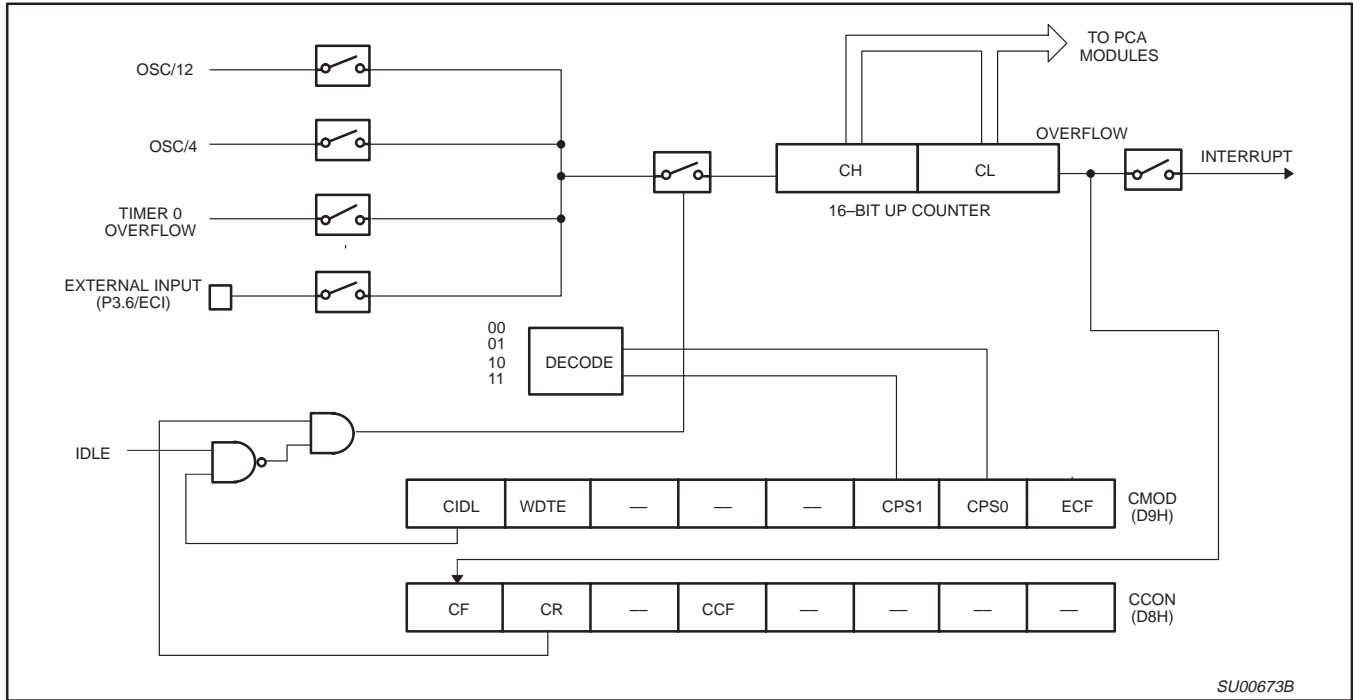 TO PCA
MODULES
OSC/12
OSC/4
TIMER 0
OVERFLOW
EXTERNAL INPUT
(P3.6/ECI)
CH
CL
OVERFLOW
INTERRUPT
16–BIT UP COUNTER
00
01
10
11
DECODE
IDLE
CIDL WDTE –– –– –– CPS1 CPS0 ECF
CMOD
(D9H)
CF CR –– CCF –– –– –– ––
CCON
(D8H)
SU00673B